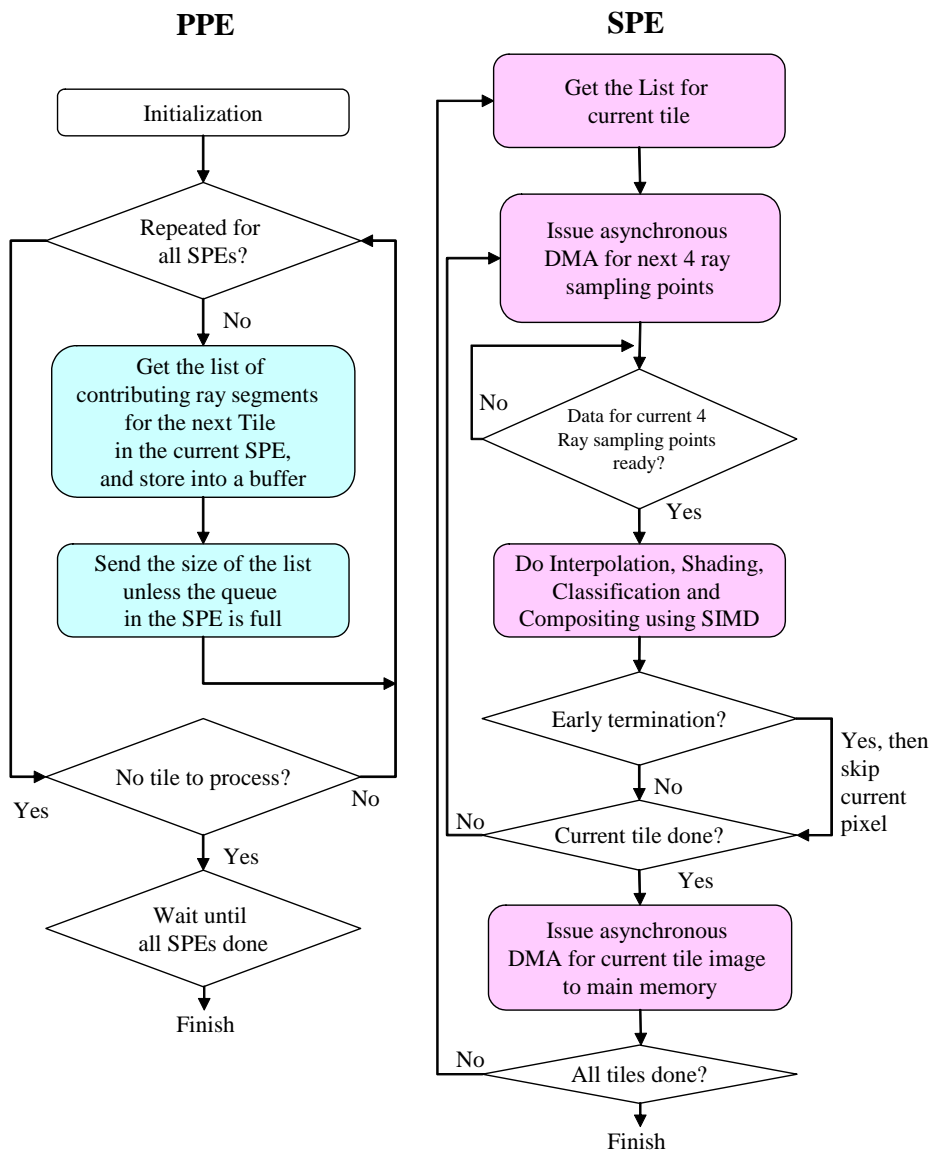 PPE
Initialization
Repeated for
all SPEs?
No
Get the list of
contributing ray segments
for the next Tile
in the current SPE,
and store into a buffer
Send the size of the list
unless the queue
in the SPE is full
No tile to process?
Yes
No
Yes
Wait until
all SPEs done
Finish
SPE
Get the List for
current tile
Issue asynchronous
DMA for next 4 ray
sampling points
No
Data for current 4
Ray sampling points
ready?
Yes
Do Interpolation, Shading,
Classification and
Compositing using SIMD
Early termination?
Yes, then
skip
current
pixel
No
No
Current tile done?
Yes
Issue asynchronous
DMA for current tile image
to main memory
No
All tiles done?
Finish